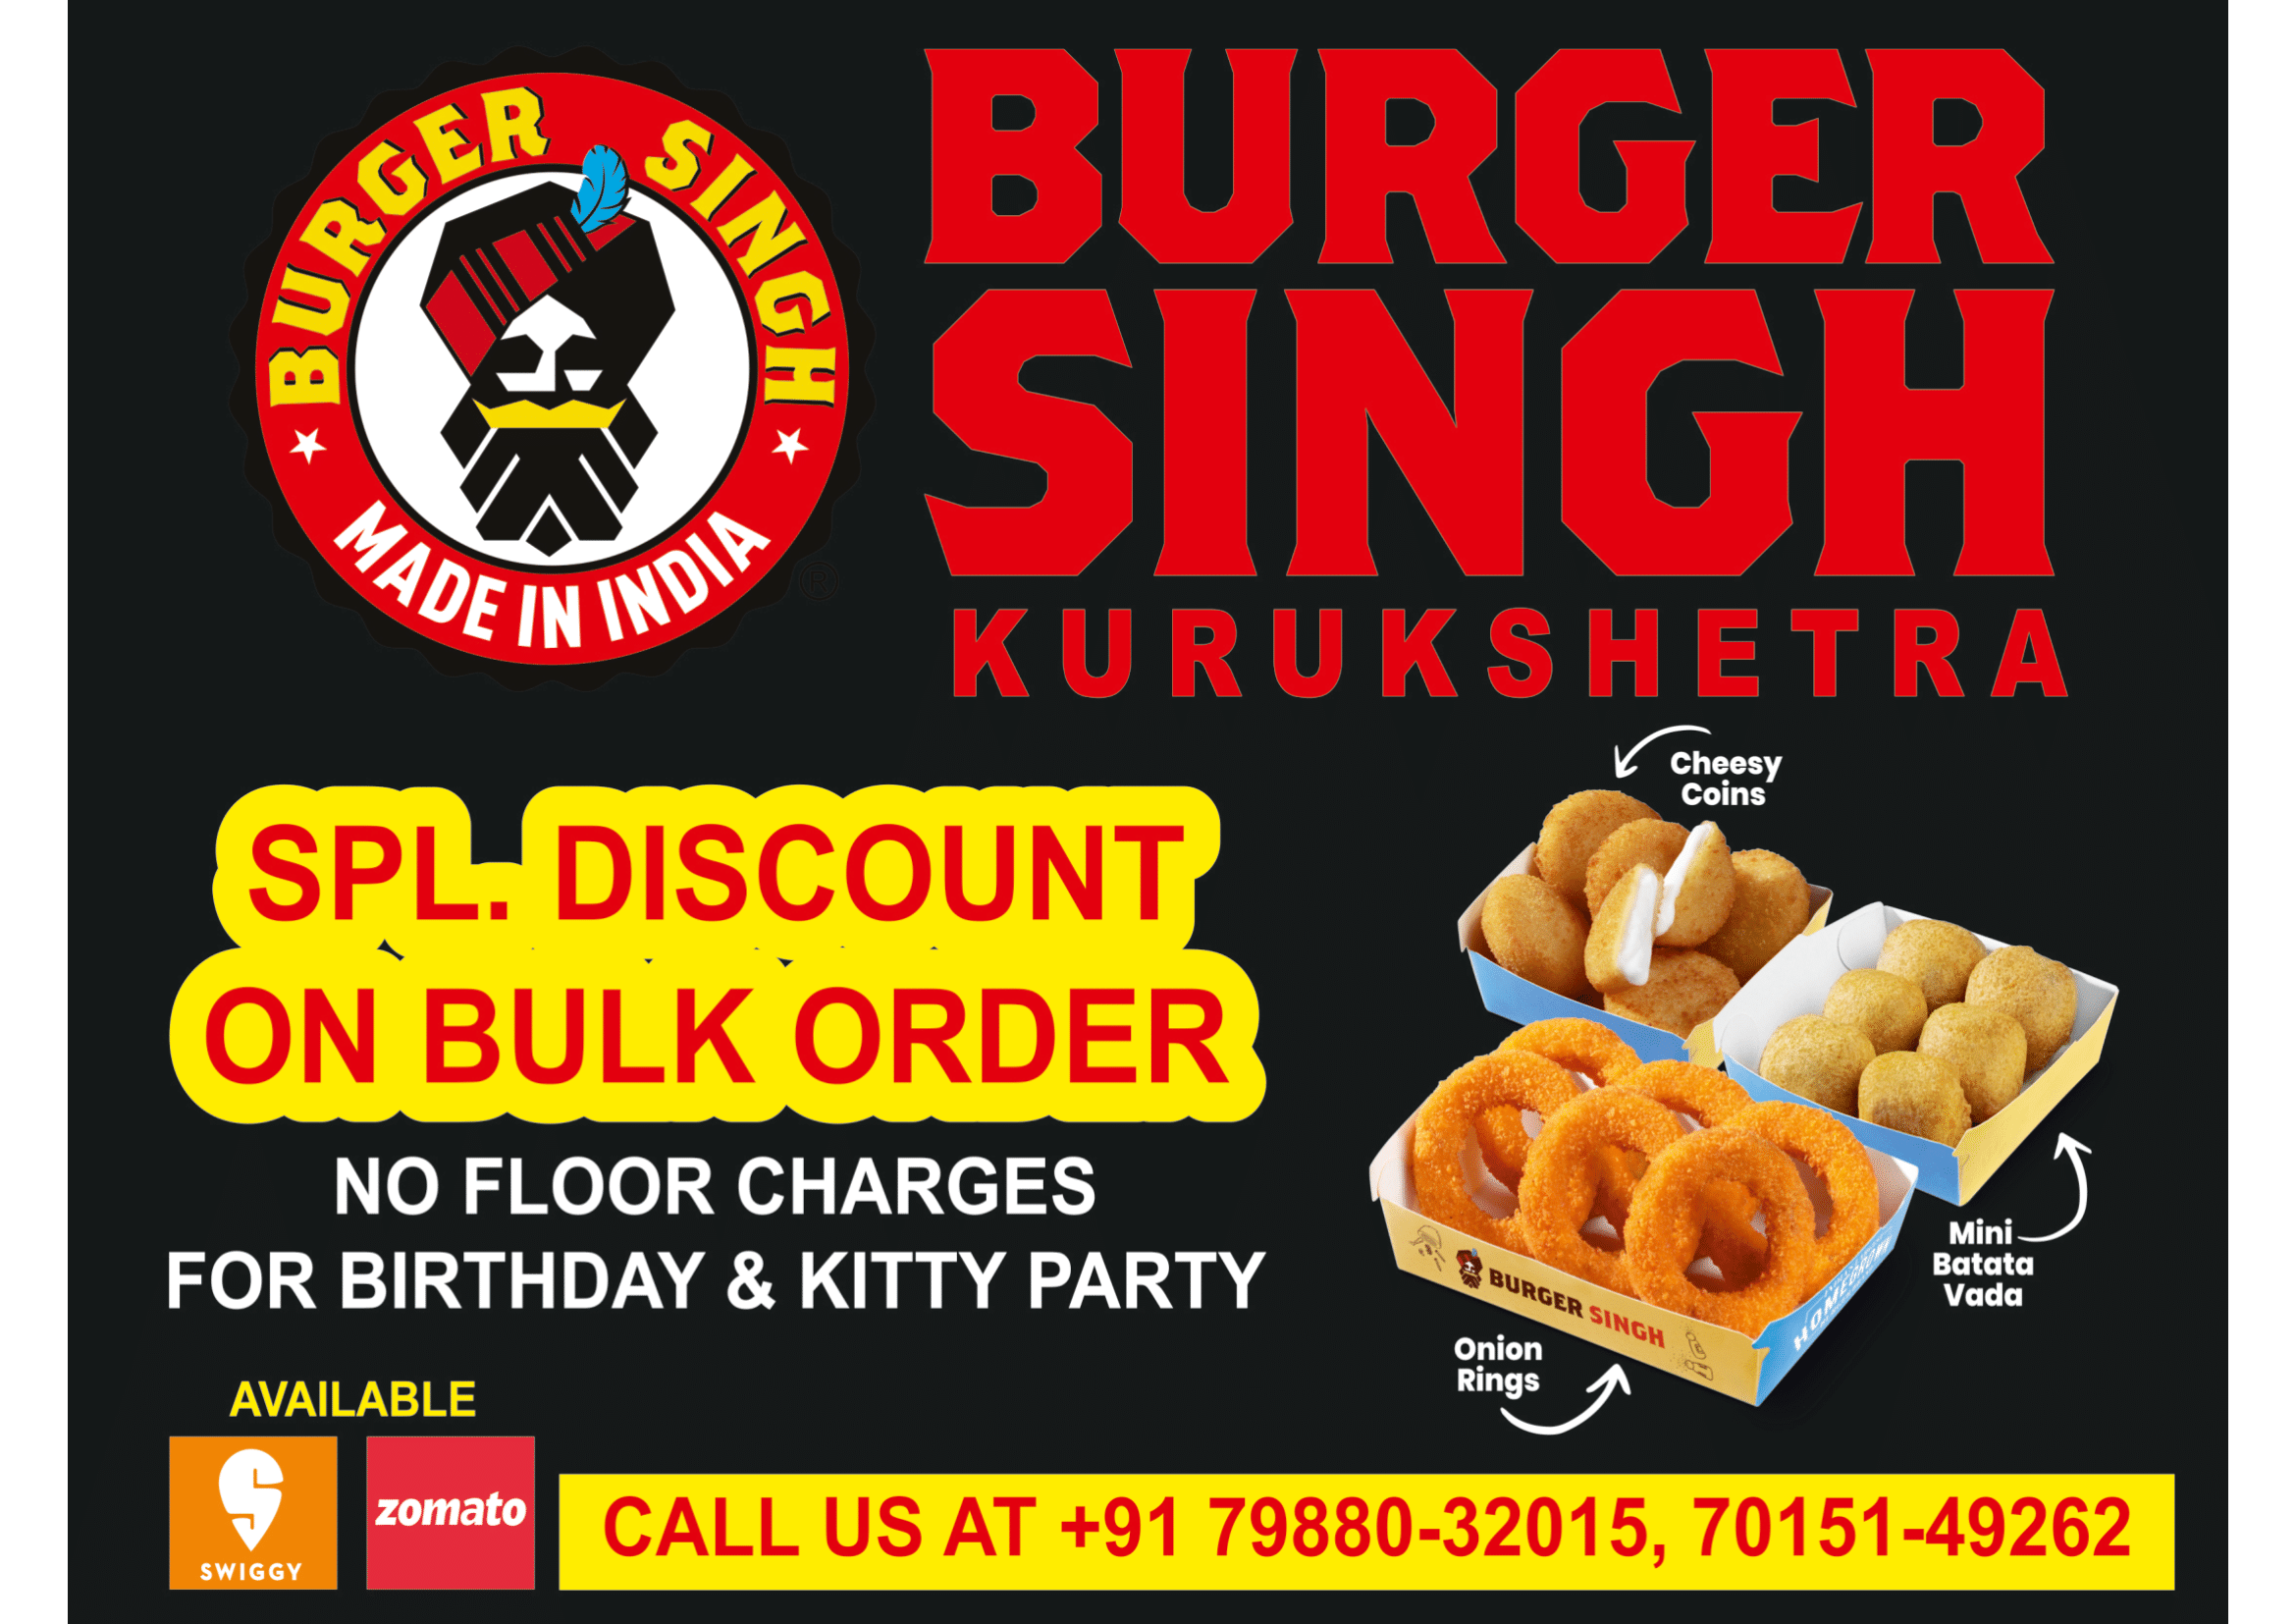 BURGER SINGH
MADE IN INDIA
®
BURGER
SINGH
KURUKSHETRA
Cheesy
Coins
SPL. DISCOUNT
ON BULK ORDER
NO FLOOR CHARGES
FOR BIRTHDAY & KITTY PARTY
Mini
Batata
Vada
BURGER SINGH
HOMEGROWN
Onion
Rings
AVAILABLE
SWIGGY
zomato
CALL US AT +91 79880-32015, 70151-49262